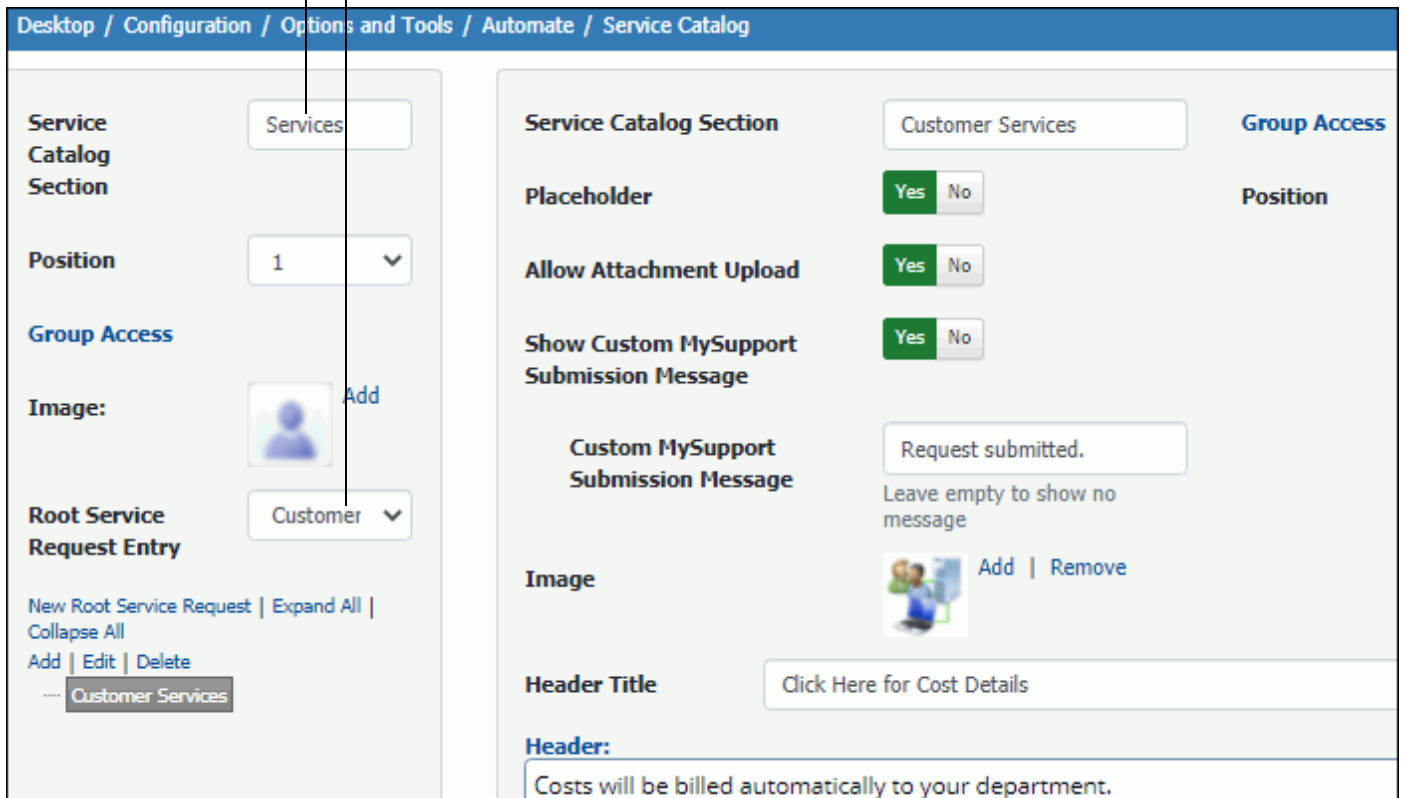 Desktop / Configuration / Options and Tools / Automate / Service Catalog
Service
Catalog
Section
Services
Position
1
Group Access
Image:
Add
Root Service
Request Entry
Customer
New Root Service Request | Expand All |
Collapse All
Add | Edit | Delete
Customer Services
Service Catalog Section
Customer Services
Group Access
Placeholder
Yes No
Position
Allow Attachment Upload
Yes No
Show Custom MySupport
Submission Message
Yes No
Custom MySupport
Submission Message
Request submitted.
Leave empty to show no
message
Image
Add | Remove
Header Title
Click Here for Cost Details
Header:
Costs will be billed automatically to your department.